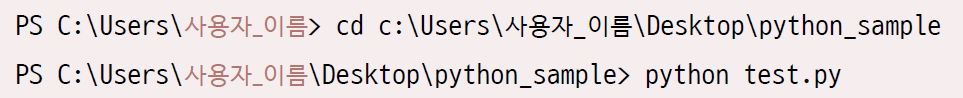 PS C:\Users\사용자_이름> cd c:\Users\사용자_이름\Desktop\python_sample
PS C:\Users\사용자_이름\Desktop\python_sample> python test.py